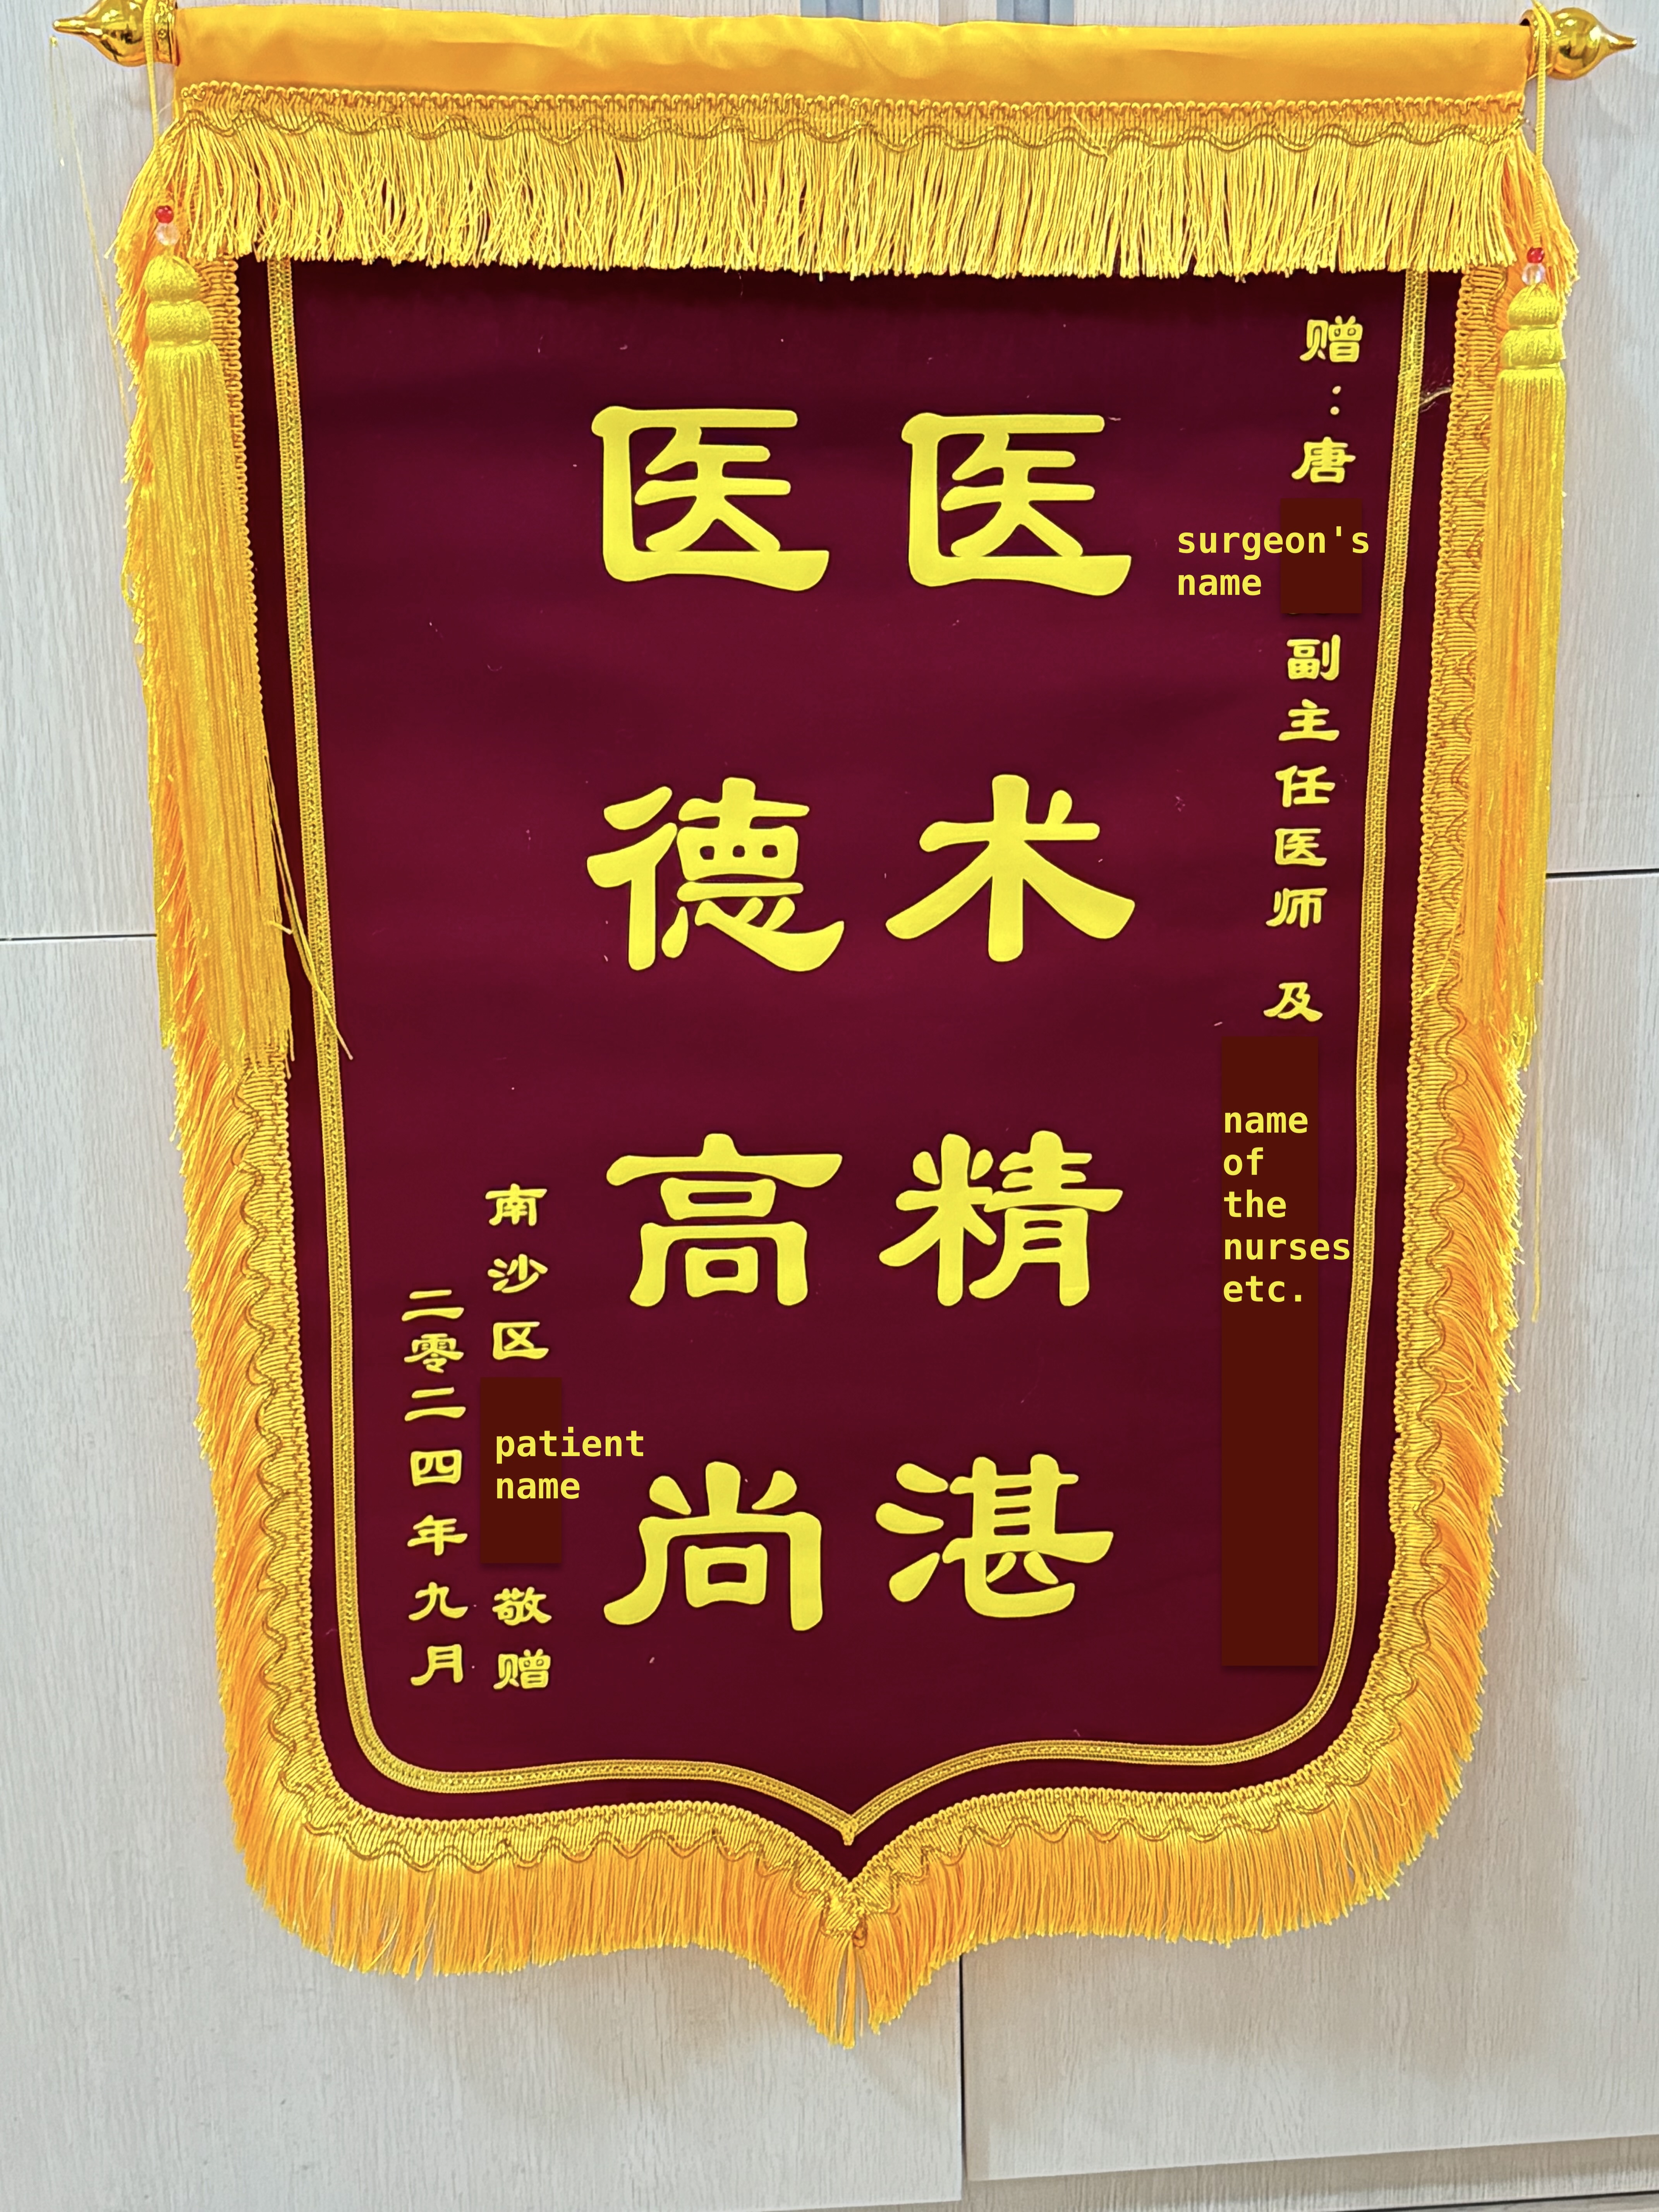 赠：唐
surgeon's
name
副主任医师 及
name
of
the
nurses
etc.
医术精湛
医德高尚
南沙区
patient
name
敬赠
二零二四年九月